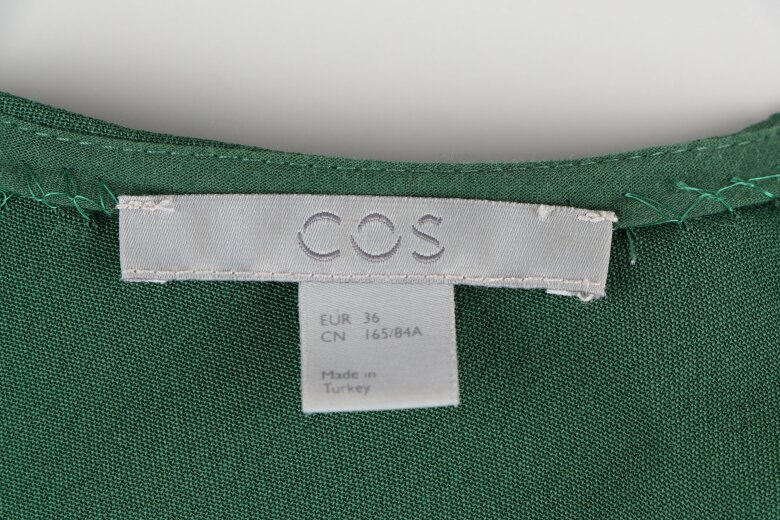 COS
EUR 36
CN 165/84A
Made in
Turkey